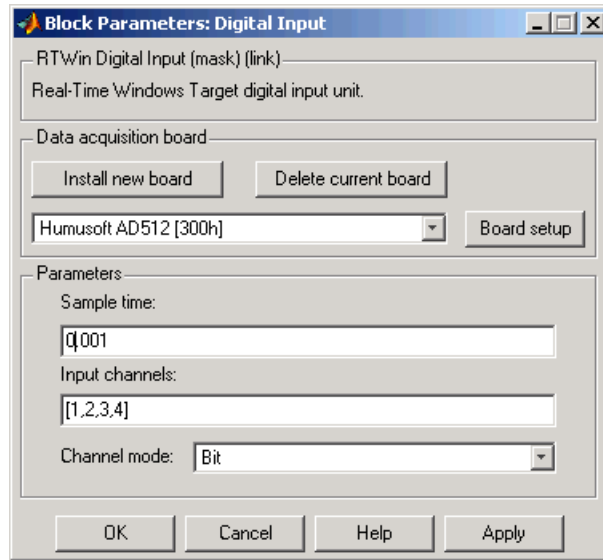 Block Parameters: Digital Input
RTWin Digital Input (mask) (link)
Real-Time Windows Target digital input unit.
Data acquisition board
Install new board Delete current board
Humusoft AD512 [300h] Board setup
Parameters
Sample time:
0.001
Input channels:
[1,2,3,4]
Channel mode: Bit
OK Cancel Help Apply